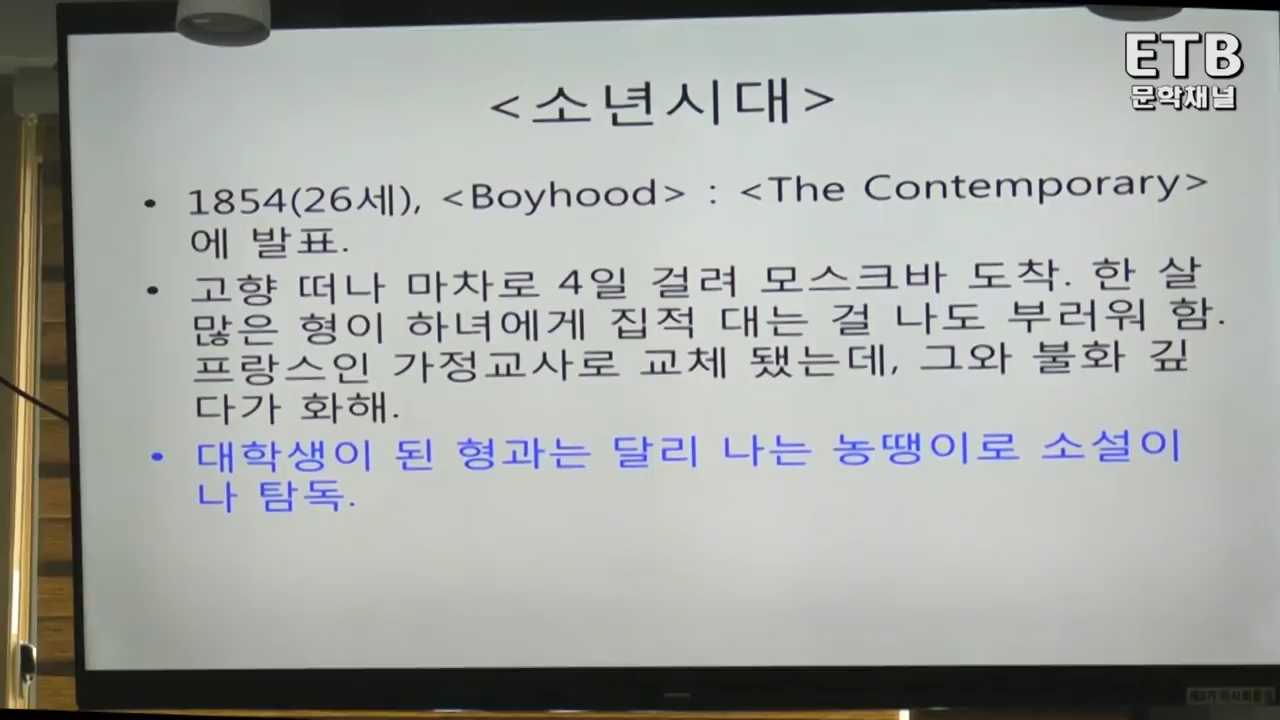 ETB
문학채널
<소년시대>
• 1854(26세), <Boyhood> : <The Contemporary>
에 발표.
• 고향 떠나 마차로 4일 걸려 모스크바 도착. 한 살
많은 형이 하녀에게 집적 대는 걸 나도 부러워 함.
프랑스인 가정교사로 교체 됐는데, 그와 불화 깊
다가 화해.
• 대학생이 된 형과는 달리 나는 농땡이로 소설이
나 탐독.